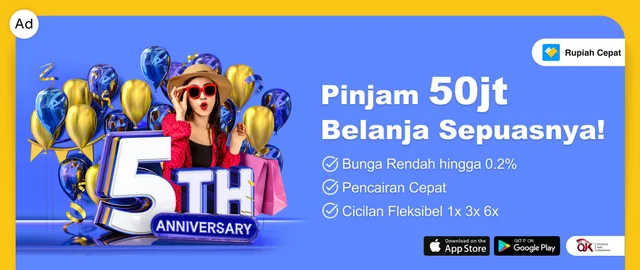 Ad
Rupiah Cepat
Pinjam 50jt
Belanja Sepuasnya!
Bunga Rendah hingga 0.2%
Pencairan Cepat
Cicilan Fleksibel 1x 3x 6x
5TH
ANNIVERSARY
Download on the
App Store
GET IT ON
Google Play